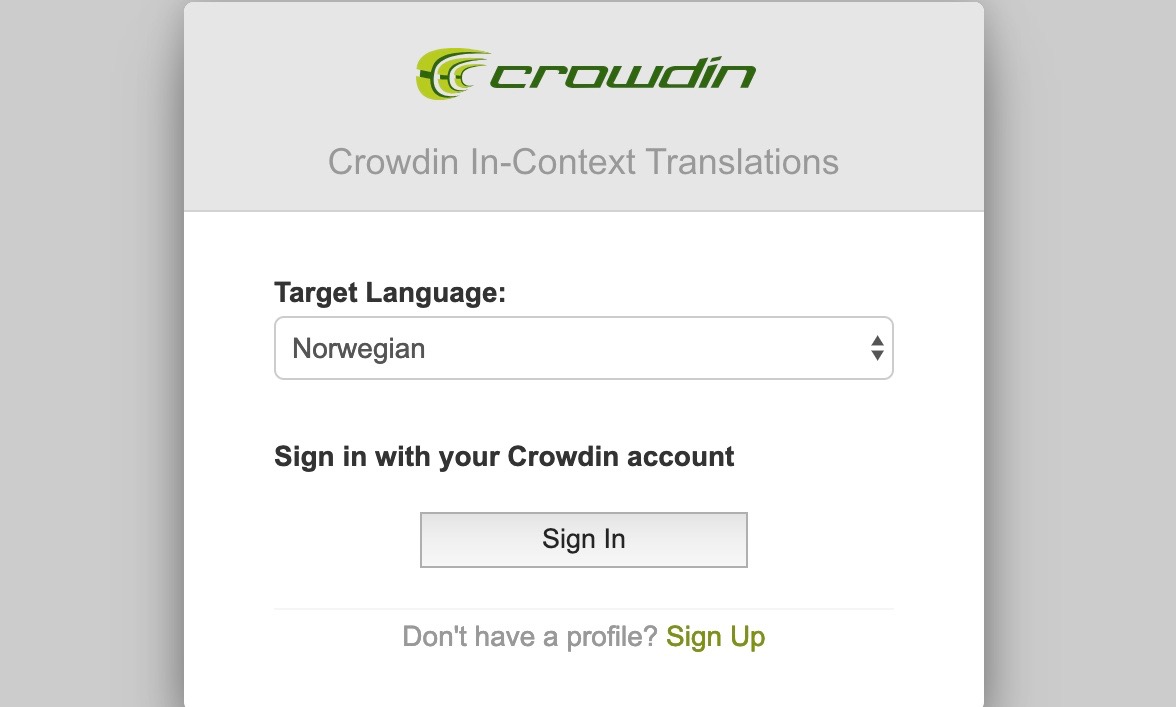 crowdin
Crowdin In-Context Translations
Target Language:
Norwegian
Sign in with your Crowdin account
Sign In
Don't have a profile? Sign Up